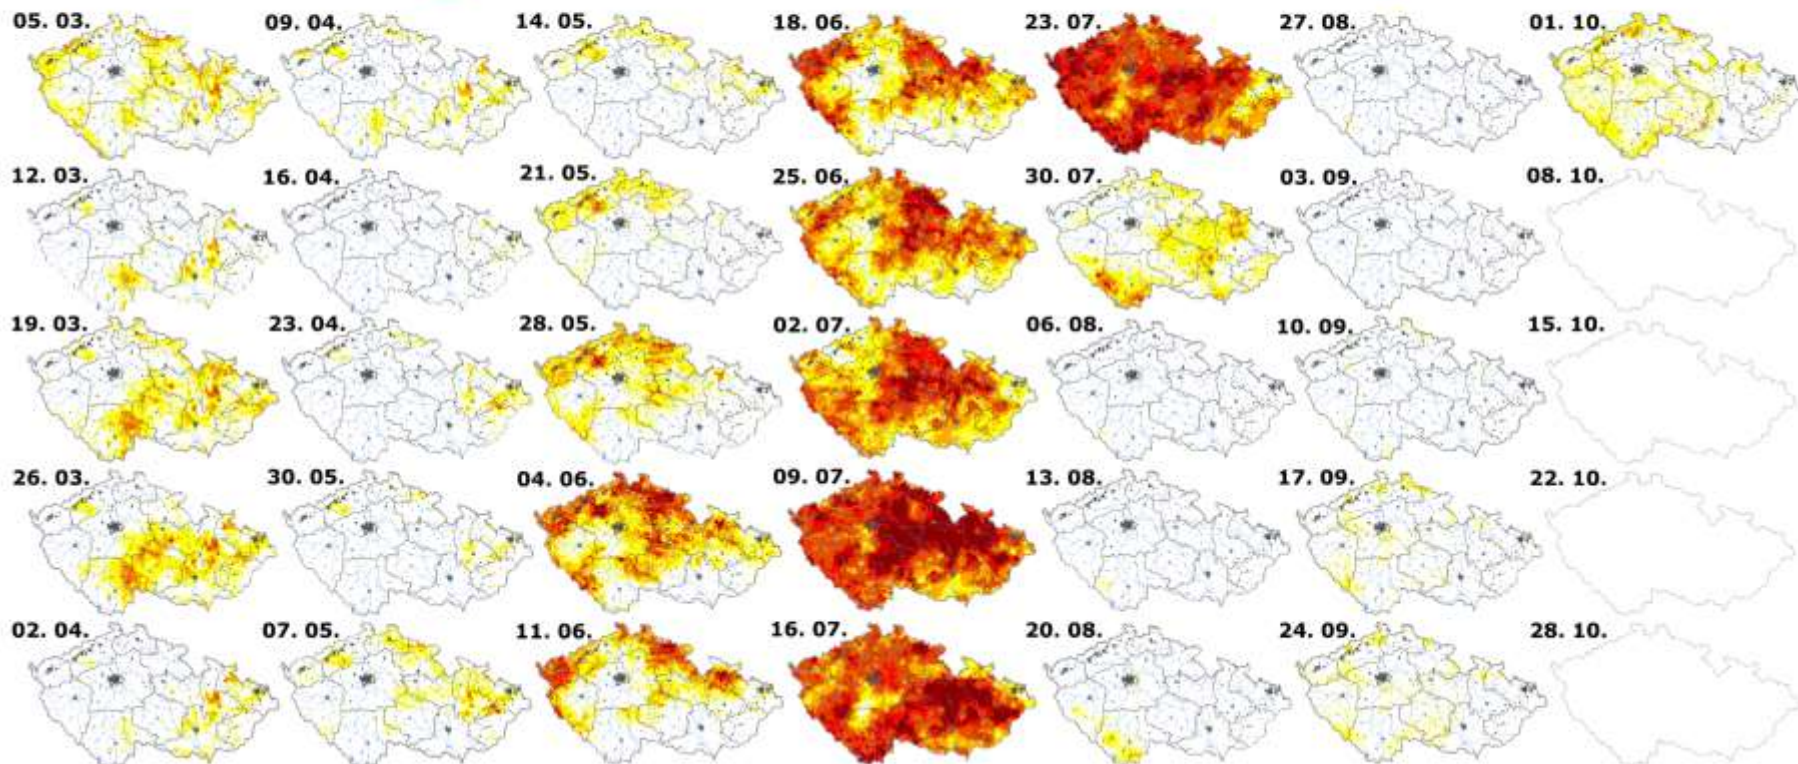 05. 03. 09. 04. 14. 05. 18. 06. 23. 07. 27. 08. 01. 10.
12. 03. 16. 04. 21. 05. 25. 06. 30. 07. 03. 09. 08. 10.
19. 03. 23. 04. 28. 05. 02. 07. 06. 08. 10. 09. 15. 10.
26. 03. 30. 05. 04. 06. 09. 07. 13. 08. 17. 09. 22. 10.
02. 04. 07. 05. 11. 06. 16. 07. 20. 08. 24. 09. 28. 10.